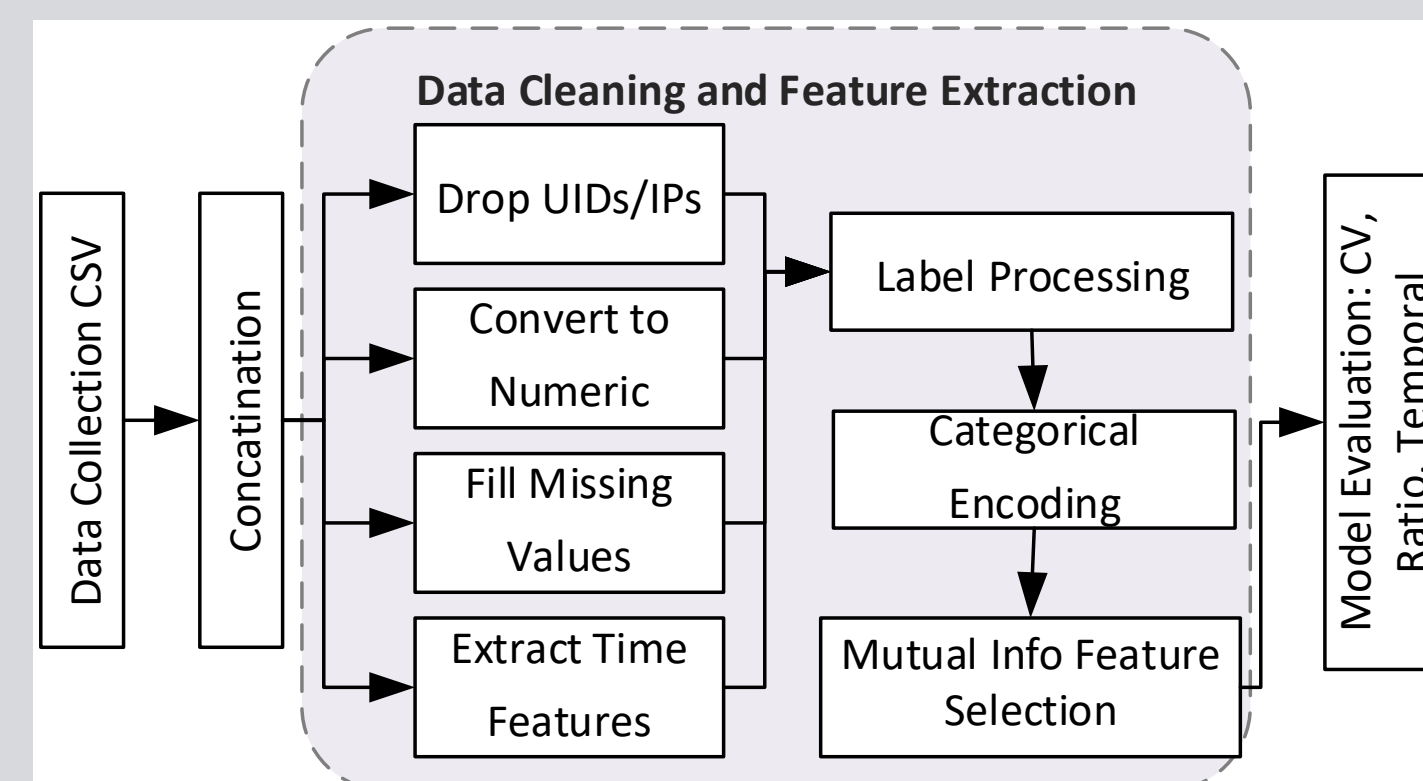 Data Cleaning and Feature Extraction
Data Collection CSV
Concatination
Drop UIDs/IPs
Convert to
Numeric
Fill Missing
Values
Extract Time
Features
Label Processing
Categorical
Encoding
Mutual Info Feature
Selection
Model Evaluation: CV,
Ratio, Temporal